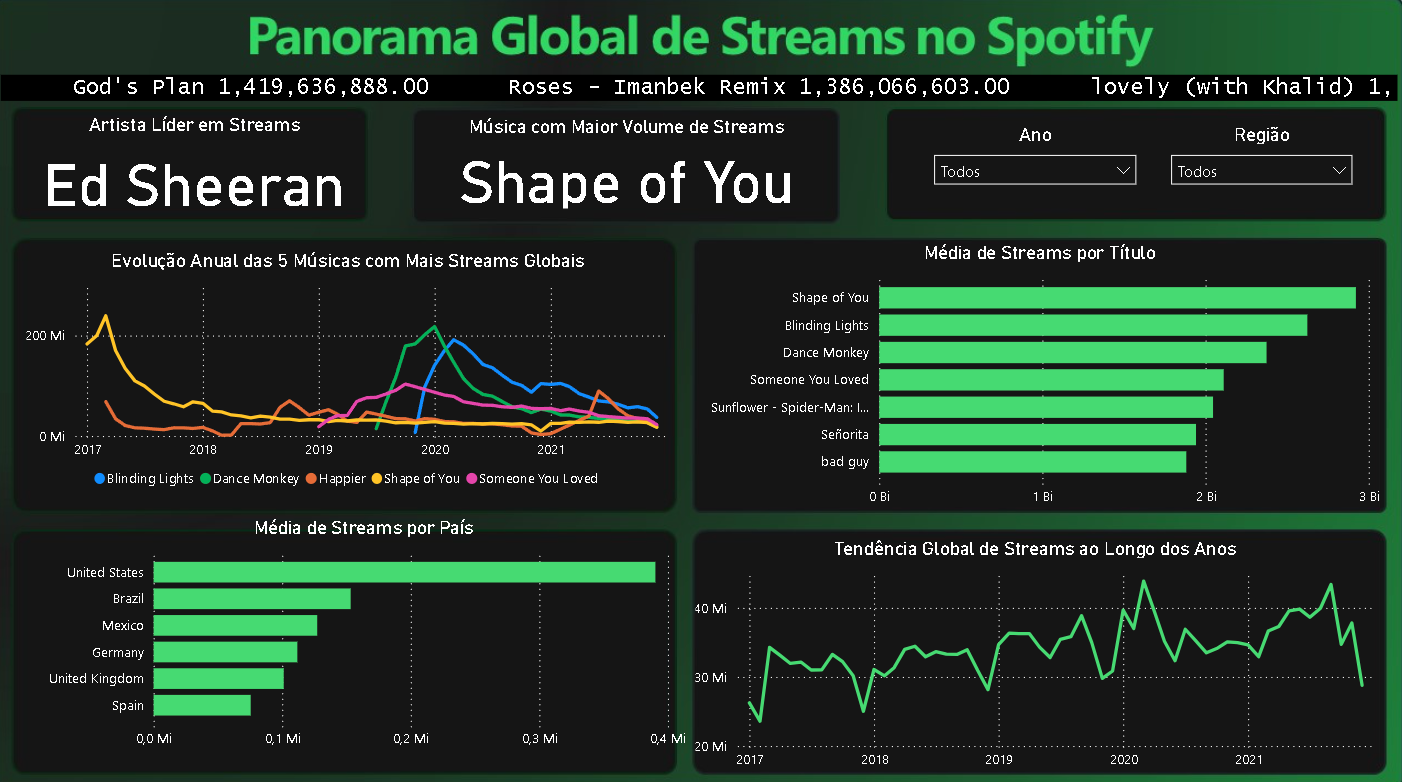 Panorama Global de Streams no Spotify
God's Plan 1,419,636,888.00 Roses - Imanbek Remix 1,386,066,603.00 lovely (with Khalid) 1,
Artista Líder em Streams
Ed Sheeran
Música com Maior Volume de Streams
Shape of You
Ano
Todos
Região
Todos
Evolução Anual das 5 Músicas com Mais Streams Globais
200 Mi
0 Mi
2017 2018 2019 2020 2021
Blinding Lights Dance Monkey Happier Shape of You Someone You Loved
Média de Streams por Título
Shape of You
Blinding Lights
Dance Monkey
Someone You Loved
Sunflower - Spider-Man: I...
Señorita
bad guy
0 Bi 1 Bi 2 Bi 3 Bi
Média de Streams por País
United States
Brazil
Mexico
Germany
United Kingdom
Spain
0,0 Mi 0,1 Mi 0,2 Mi 0,3 Mi 0,4 Mi
Tendência Global de Streams ao Longo dos Anos
40 Mi
30 Mi
20 Mi
2017 2018 2019 2020 2021